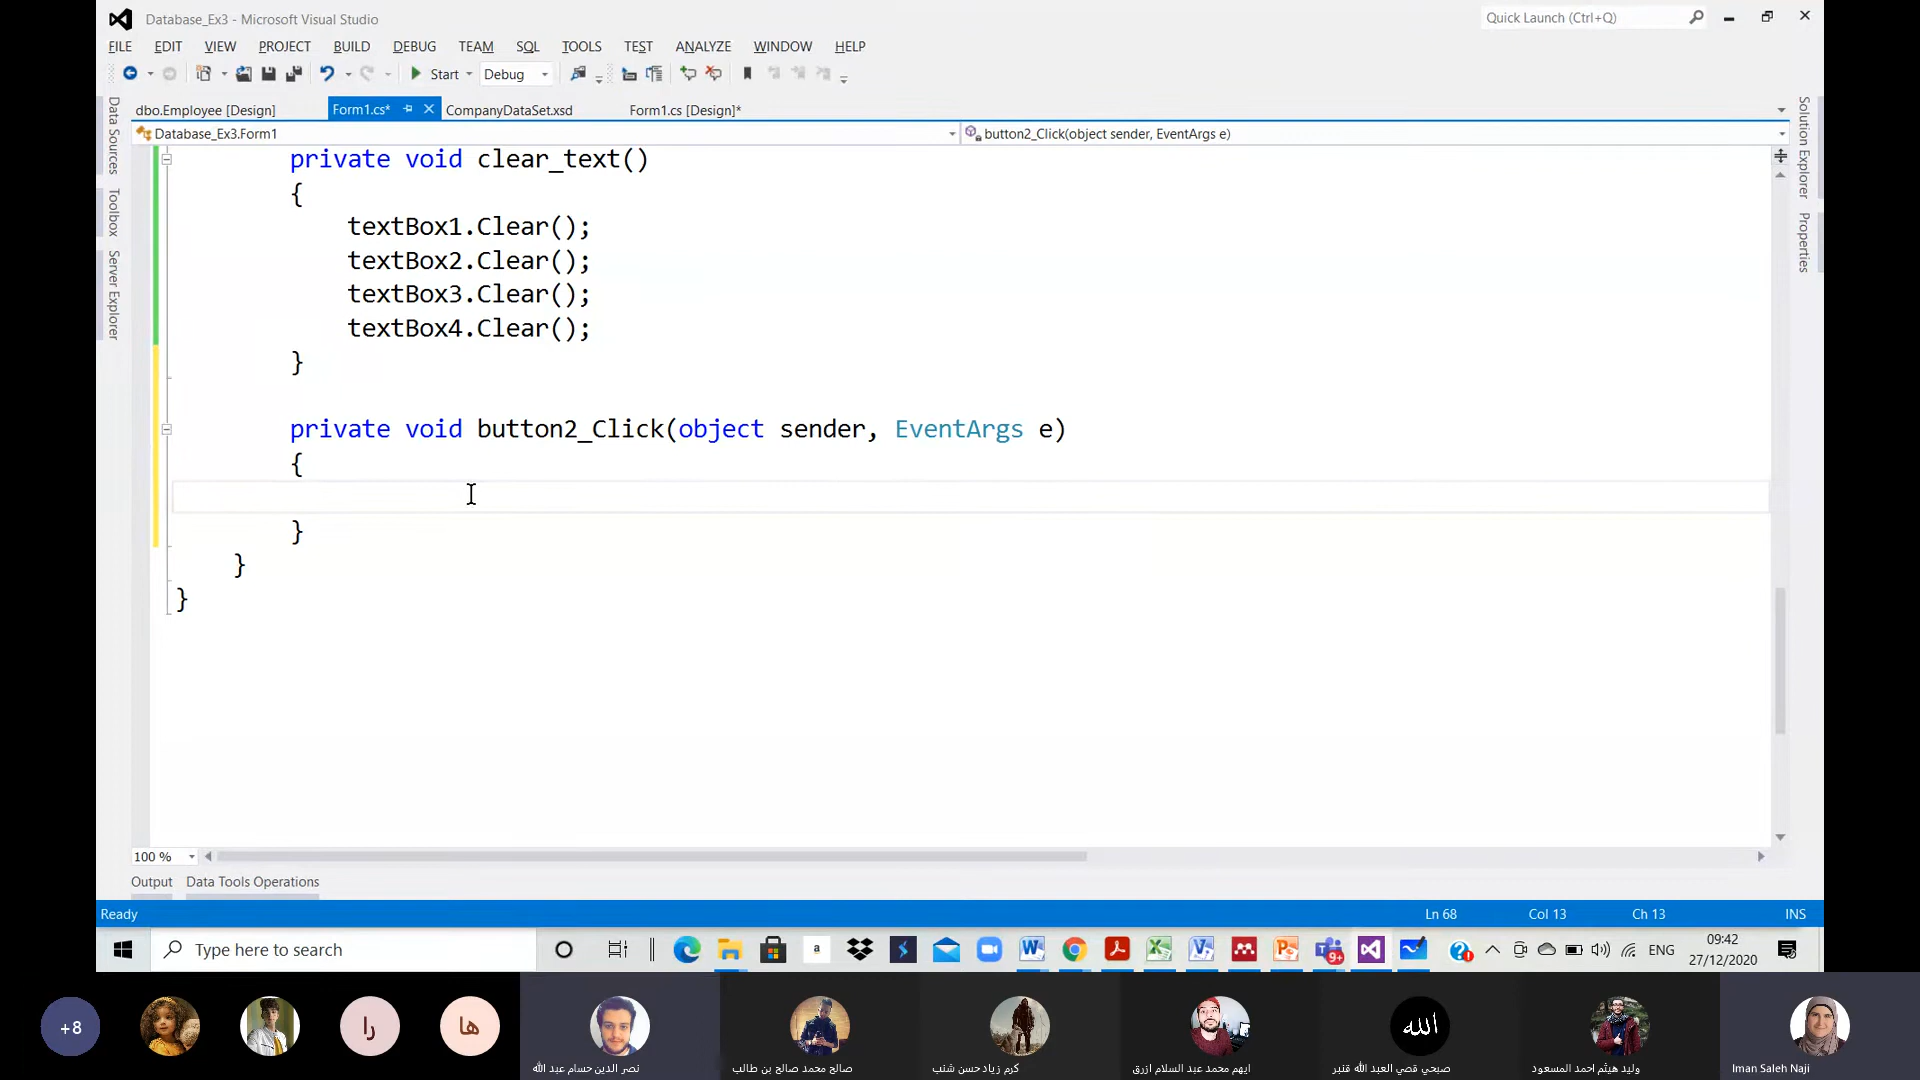 Database_Ex3 - Microsoft Visual Studio
Quick Launch (Ctrl+Q)
FILE EDIT VIEW PROJECT BUILD DEBUG TEAM SQL TOOLS TEST ANALYZE WINDOW HELP
Start Debug
dbo.Employee [Design] Form1.cs* CompanyDataSet.xsd Form1.cs [Design]*
Database_Ex3.Form1 button2_Click(object sender, EventArgs e)
Data Sources
Toolbox
Server Explorer
Solution Explorer
Properties
private void clear_text()
{
textBox1.Clear();
textBox2.Clear();
textBox3.Clear();
textBox4.Clear();
}
private void button2_Click(object sender, EventArgs e)
{
}
}
}
100 %
Output Data Tools Operations
Ready Ln 68 Col 13 Ch 13 INS
Type here to search
a
9+
ENG
09:42
27/12/2020
+8
را
ها
الله
نصر الدين حسام عبد الله
صالح محمد صالح بن طالب
كرم زياد حسن شنب
ايهم محمد عبد السلام ازرق
صبحي قصي العبد الله قنبر
وليد هيثم احمد المسعود
Iman Saleh Naji